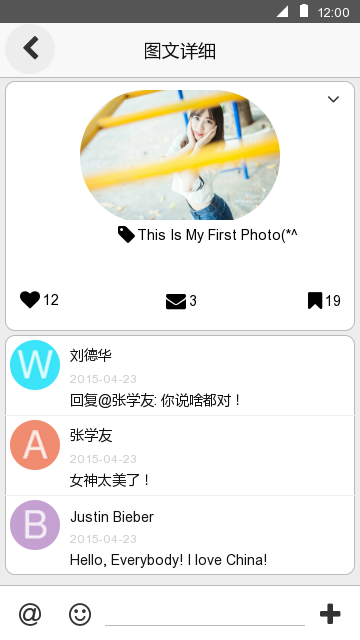 12:00
图文详细
This Is My First Photo(*^
12
3
19
W
刘德华
2015-04-23
回复@张学友: 你说啥都对！
A
张学友
2015-04-23
女神太美了！
B
Justin Bieber
2015-04-23
Hello, Everybody! I love China!
@